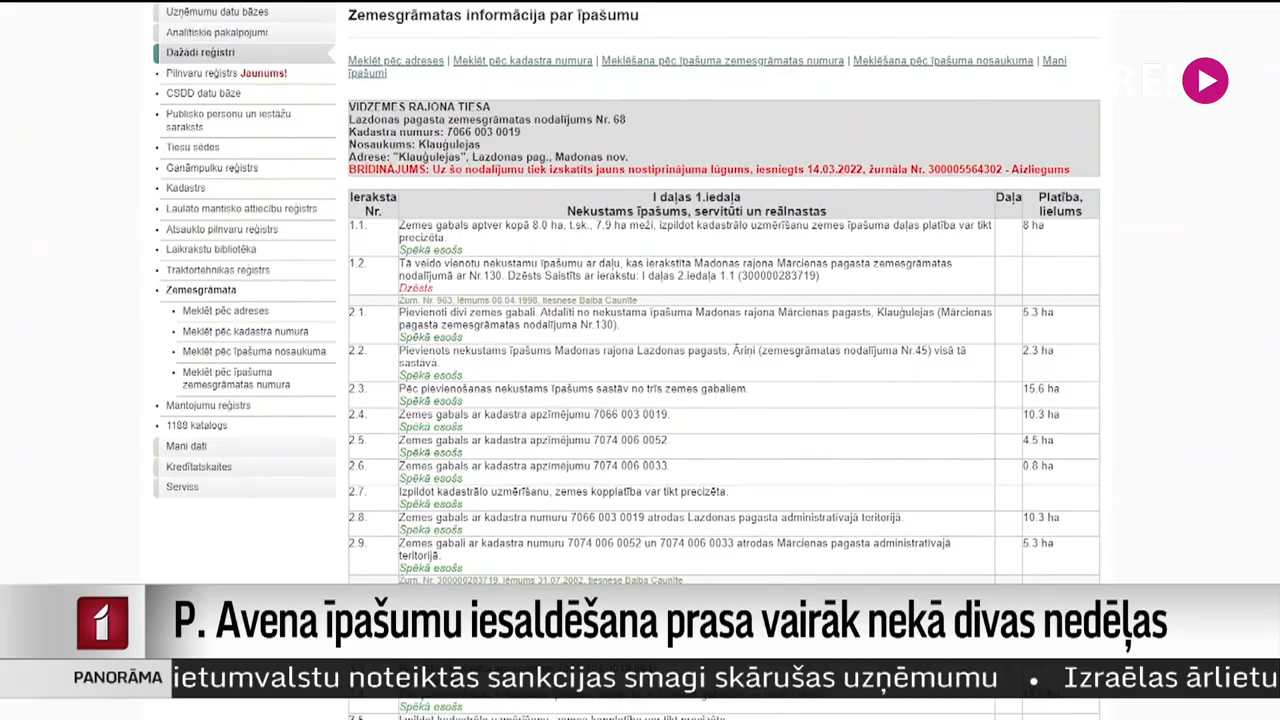 Uzņēmumu datu bāzes
Analītiskie pakalpojumi
Dažādi reģistri
Pilnvaru reģistrs Jaunums!
CSDD datu bāze
Publisko personu un iestāžu
saraksts
Tiesu sēdes
Ganāmpulku reģistrs
Kadastrs
Laulāto mantisko attiecību reģistrs
Atsaukto pilnvaru reģistrs
Laikrakstu bibliotēka
Traktortehnikas reģistrs
Zemesgrāmata
Meklēt pēc adreses
Meklēt pēc kadastra numura
Meklēt pēc īpašuma nosaukuma
Meklēt pēc īpašuma
zemesgrāmatas numura
Mantojumu reģistrs
1188 katalogs
Mani dati
Kredītatskaites
Serviss
Zemesgrāmatas informācija par īpašumu
Meklēt pēc adreses | Meklēt pēc kadastra numura | Meklēšana pēc īpašuma zemesgrāmatas numura | Meklēšana pēc īpašuma nosaukuma | Mani
īpašumi
VIDZEMES RAJONA TIESA
Lazdonas pagasta zemesgrāmatas nodalījums Nr. 68
Kadastra numurs: 7066 003 0019
Nosaukums: Klauģulejas
Adrese: "Klauģulejas", Lazdonas pag., Madonas nov.
BRĪDINĀJUMS: Uz šo nodalījumu tiek izskatīts jauns nostiprinājuma lūgums, iesniegts 14.03.2022, žurnāla Nr. 300005564302 - Aizliegums
Ieraksta Nr. I daļas 1.iedaļa Nekustams īpašums, servitūti un reālnastas Daļa Platība, lielums
1.1. Zemes gabals aptver kopā 8.0 ha, t.sk., 7.9 ha meži, izpildot kadastrālo uzmērīšanu zemes īpašuma daļas platība var tikt 8 ha
precizēta.
Spēkā esošs
1.2. Tā veido vienotu nekustamu īpašumu ar daļu, kas ierakstīta Madonas rajona Mārcienas pagasta zemesgrāmatas
nodalījumā ar Nr.130. Dzēsts Saistīts ar ierakstu: I daļas 2.iedaļa 1.1 (300000283719)
Dzēsts
Žurn. Nr. 963, lēmums 08.04.1998, tiesnese Baiba Caunīte
2.1. Pievienoti divi zemes gabali. Atdalīti no nekustama īpašuma Madonas rajona Mārcienas pagasts, Klauģulejas (Mārcienas 5.3 ha
pagasta zemesgrāmatas nodalījuma Nr.130).
Spēkā esošs
2.2. Pievienots nekustams īpašums Madonas rajona Lazdonas pagasts, Āriņi (zemesgrāmatas nodalījuma Nr.45) visā tā 2.3 ha
sastāvā.
Spēkā esošs
2.3. Pēc pievienošanas nekustams īpašums sastāv no trīs zemes gabaliem. 15.6 ha
Spēkā esošs
2.4. Zemes gabals ar kadastra apzīmējumu 7066 003 0019. 10.3 ha
Spēkā esošs
2.5. Zemes gabals ar kadastra apzīmējumu 7074 006 0052. 4.5 ha
Spēkā esošs
2.6. Zemes gabals ar kadastra apzīmējumu 7074 006 0033. 0.8 ha
Spēkā esošs
2.7. Izpildot kadastrālo uzmērīšanu, zemes kopplatība var tikt precizēta.
Spēkā esošs
2.8. Zemes gabals ar kadastra numuru 7066 003 0019 atrodas Lazdonas pagasta administratīvajā teritorijā. 10.3 ha
Spēkā esošs
2.9. Zemes gabali ar kadastra numuru 7074 006 0052 un 7074 006 0033 atrodas Mārcienas pagasta administratīvajā 5.3 ha
teritorijā.
Spēkā esošs
Žurn. Nr. 300000283719, lēmums 31.07.2002, tiesnese Baiba Caunīte
1 P. Avena īpašumu iesaldēšana prasa vairāk nekā divas nedēļas
PANORĀMA ietumvalstu noteiktās sankcijas smagi skārušas uzņēmumu • Izraēlas ārlietu
Spēkā esošs